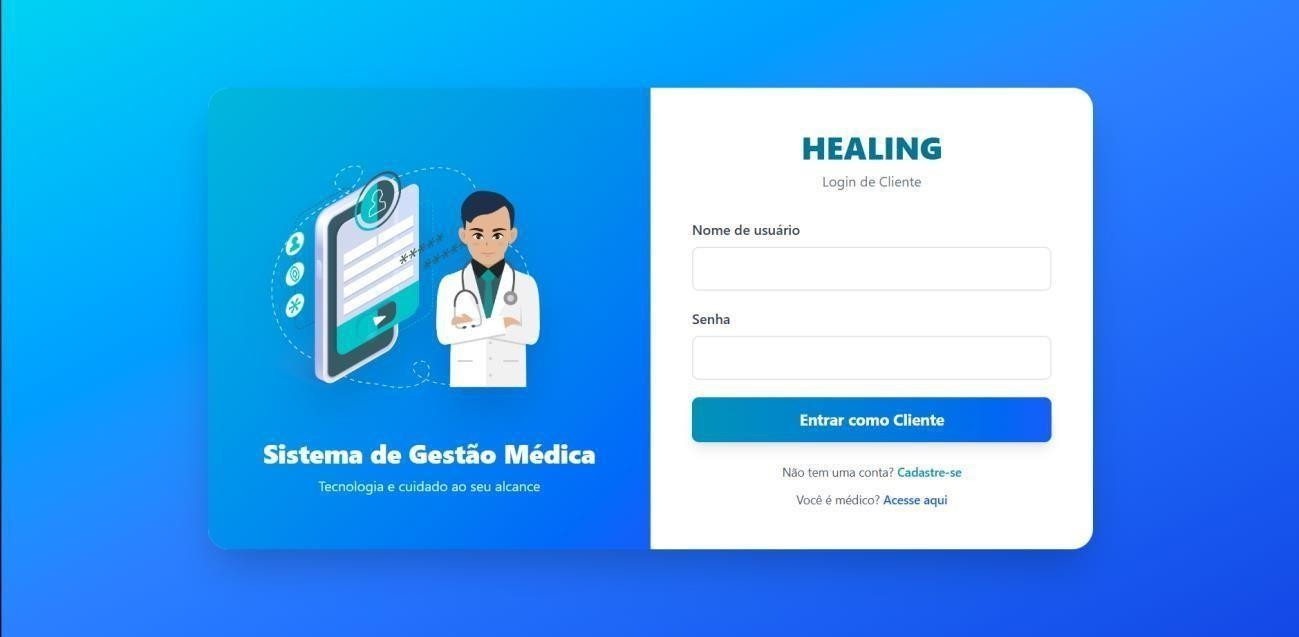 HEALING
Login de Cliente
Nome de usuário
Senha
Entrar como Cliente
Não tem uma conta? Cadastre-se
Você é médico? Acesse aqui
Sistema de Gestão Médica
Tecnologia e cuidado ao seu alcance